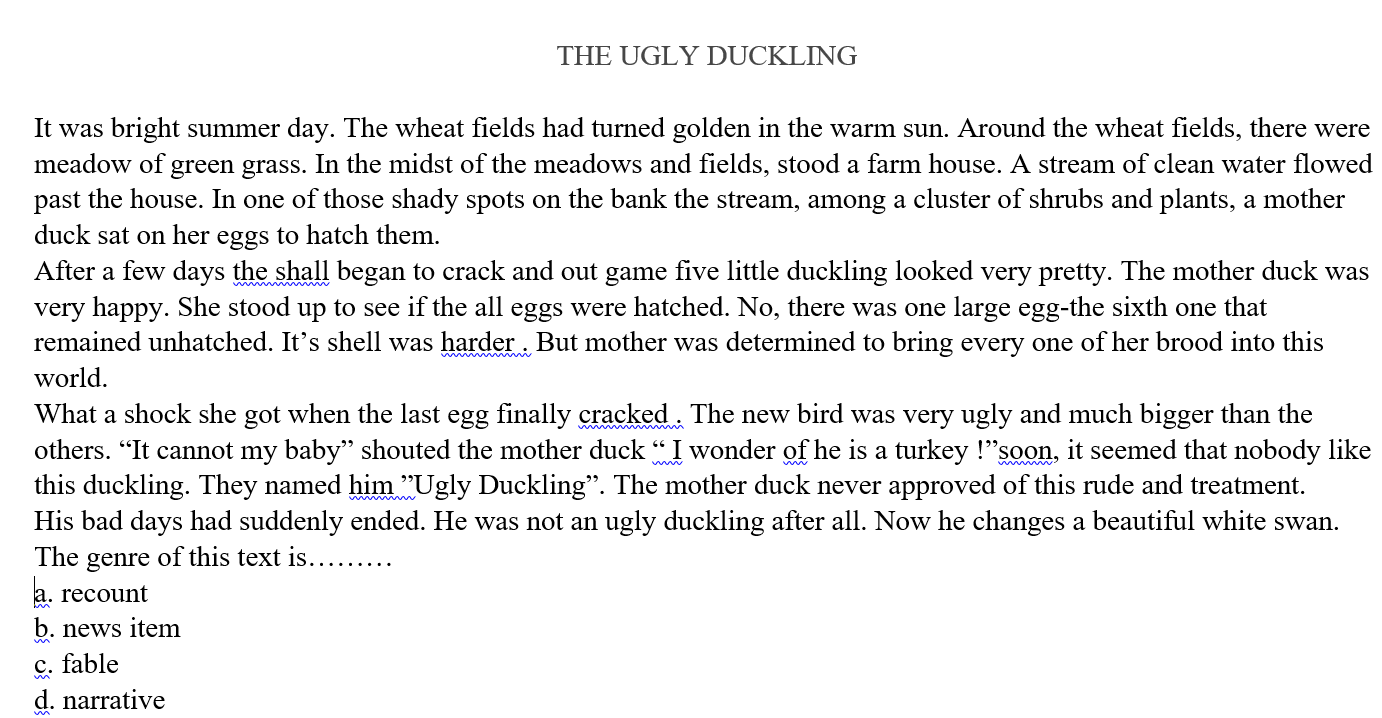 THE UGLY DUCKLING
It was bright summer day. The wheat fields had turned golden in the warm sun. Around the wheat fields, there were
meadow of green grass. In the midst of the meadows and fields, stood a farm house. A stream of clean water flowed
past the house. In one of those shady spots on the bank the stream, among a cluster of shrubs and plants, a mother
duck sat on her eggs to hatch them.
After a few days the shall began to crack and out game five little duckling looked very pretty. The mother duck was
very happy. She stood up to see if the all eggs were hatched. No, there was one large egg-the sixth one that
remained unhatched. It’s shell was harder . But mother was determined to bring every one of her brood into this
world.
What a shock she got when the last egg finally cracked . The new bird was very ugly and much bigger than the
others. “It cannot my baby” shouted the mother duck “ I wonder of he is a turkey !”soon, it seemed that nobody like
this duckling. They named him ”Ugly Duckling”. The mother duck never approved of this rude and treatment.
His bad days had suddenly ended. He was not an ugly duckling after all. Now he changes a beautiful white swan.
The genre of this text is………
a. recount
b. news item
c. fable
d. narrative